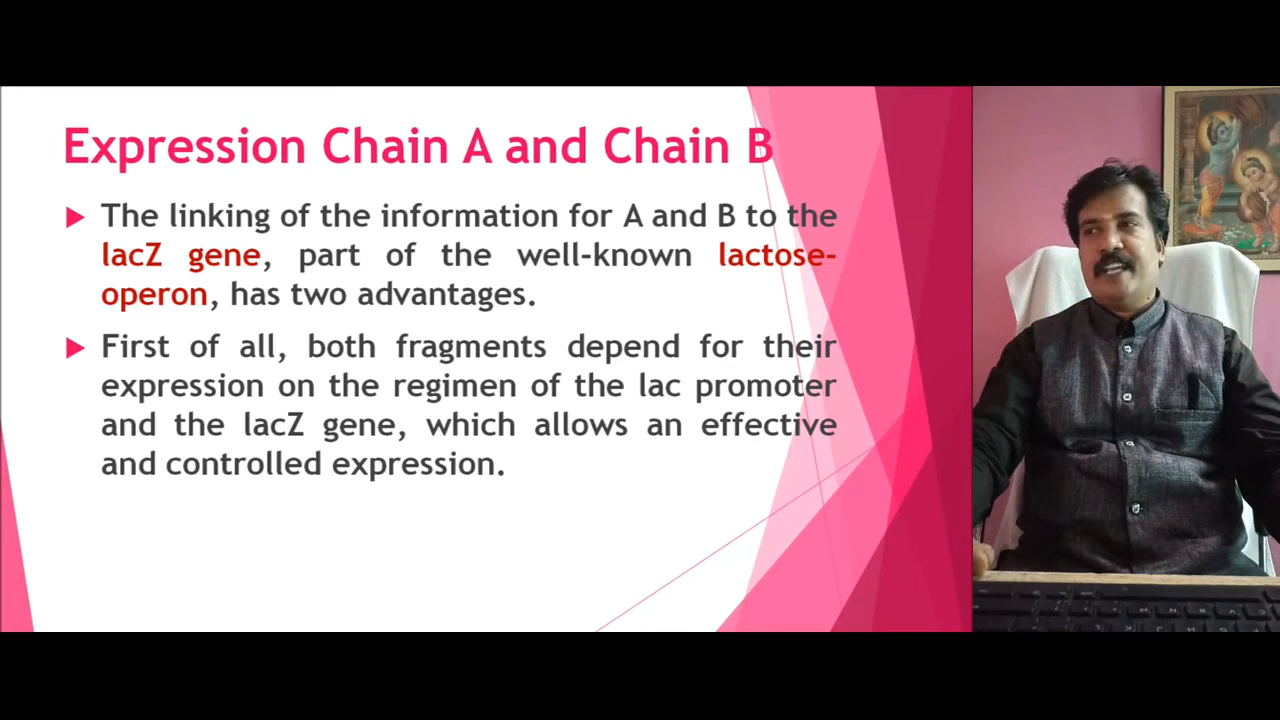 Expression Chain A and Chain B
The linking of the information for A and B to the
lacZ gene, part of the well-known lactose-
operon, has two advantages.
First of all, both fragments depend for their
expression on the regimen of the lac promoter
and the lacZ gene, which allows an effective
and controlled expression.